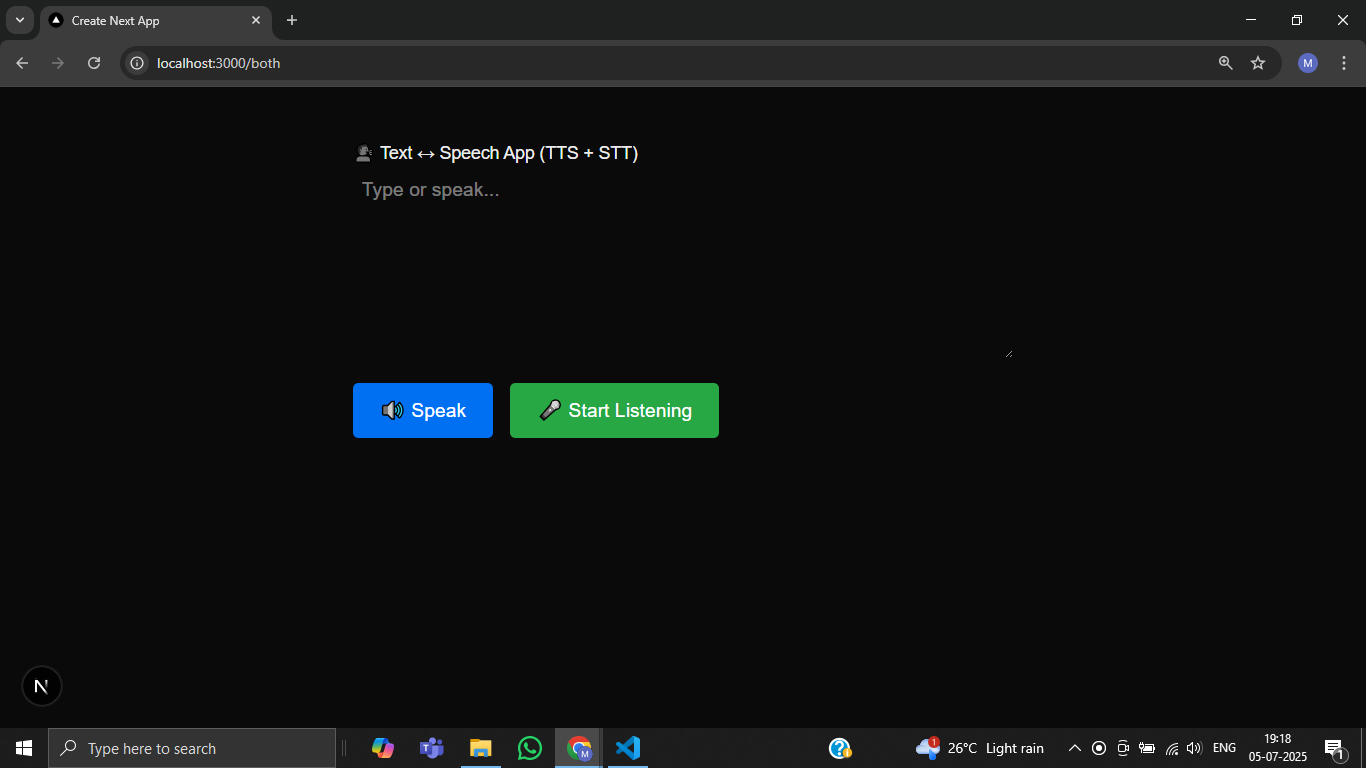 Create Next App
localhost:3000/both
M
Text ↔ Speech App (TTS + STT)
Type or speak...
Speak
Start Listening
N
Type here to search
M
1
26°C Light rain
ENG
19:18
05-07-2025
1